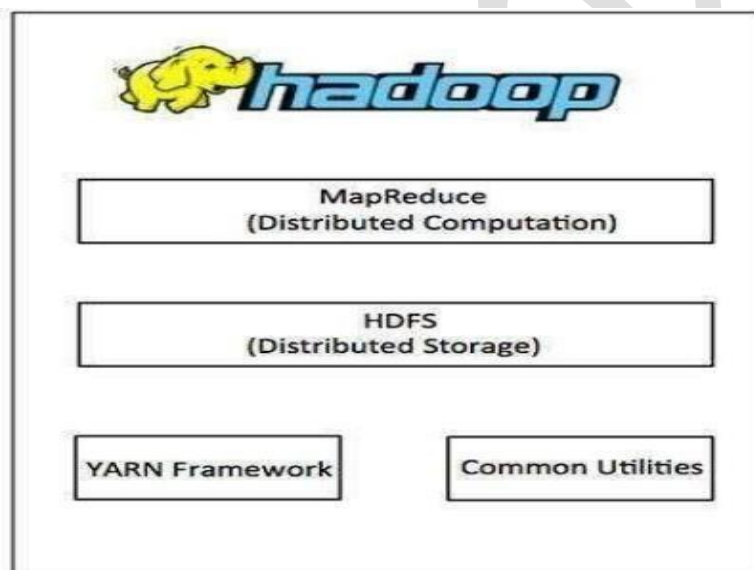 hadoop
MapReduce
(Distributed Computation)
HDFS
(Distributed Storage)
YARN Framework
Common Utilities